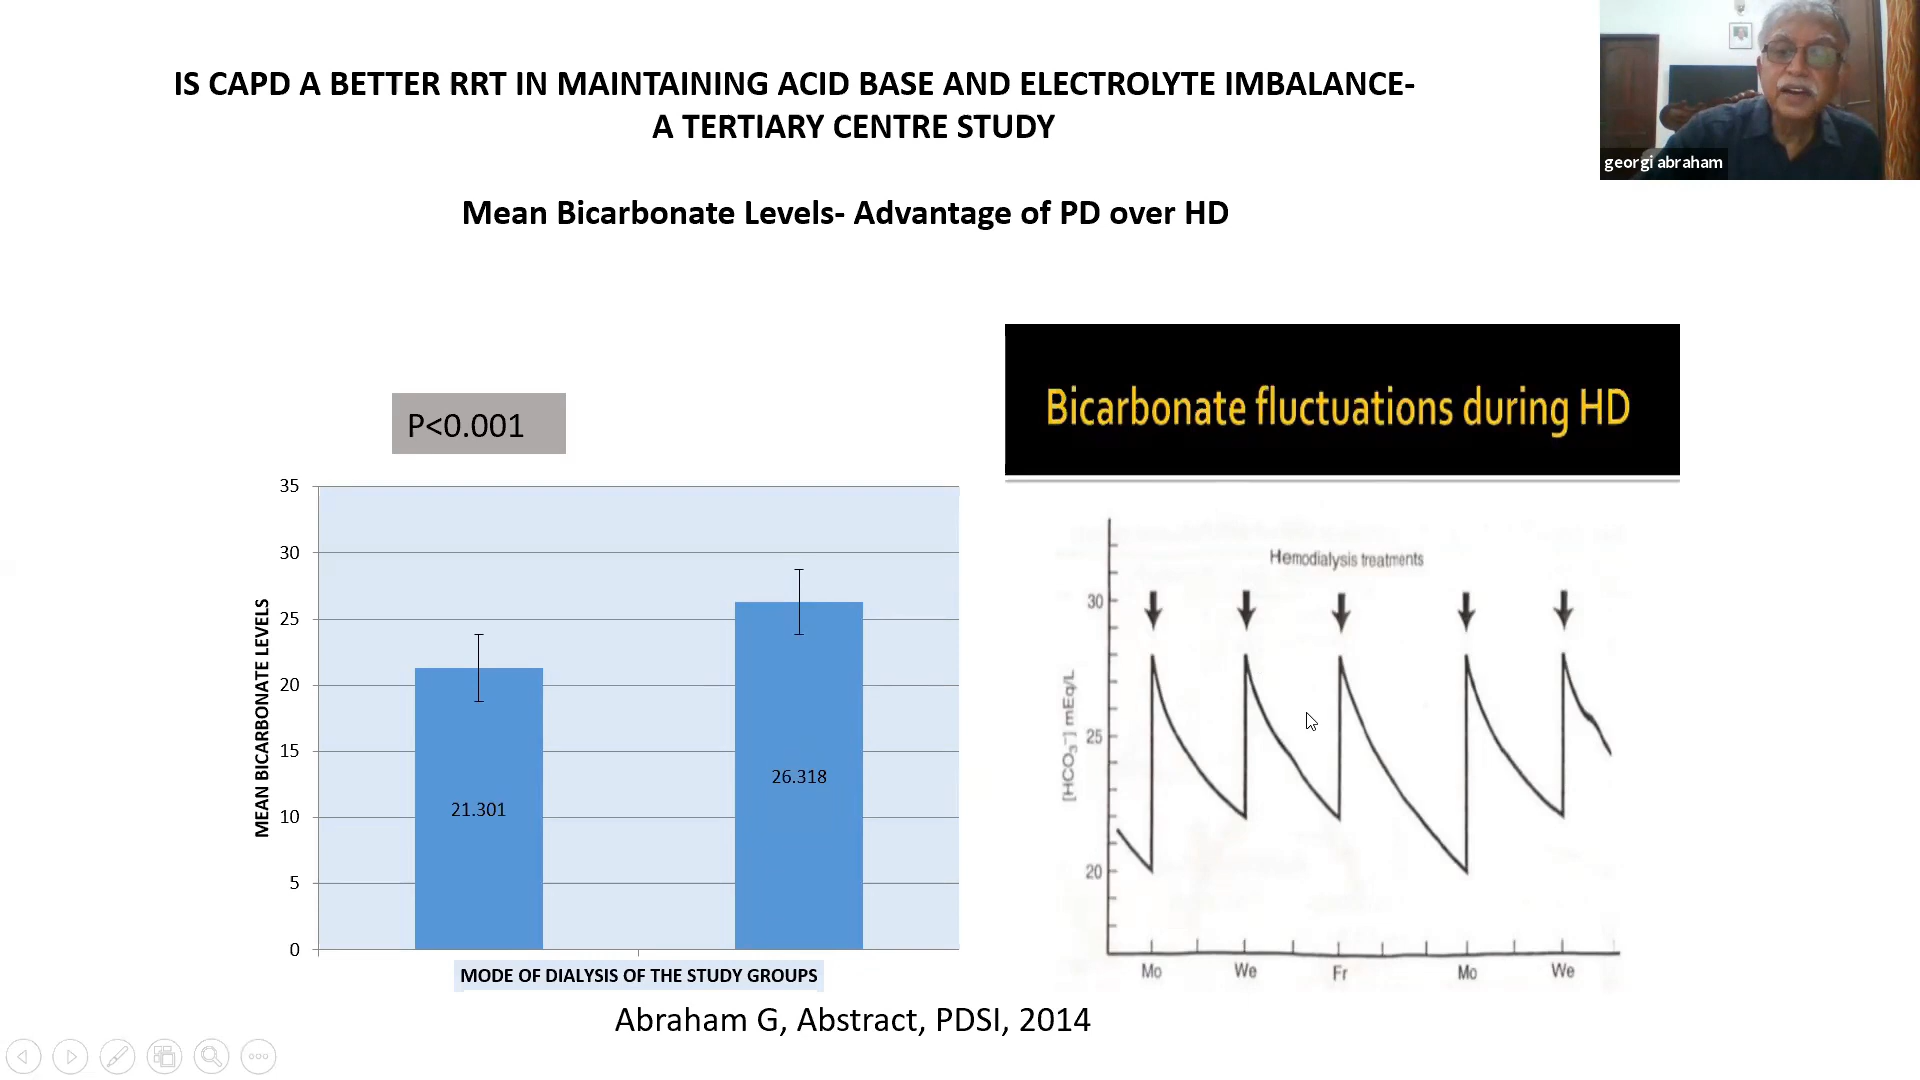 IS CAPD A BETTER RRT IN MAINTAINING ACID BASE AND ELECTROLYTE IMBALANCE-
A TERTIARY CENTRE STUDY
georgi abraham
Mean Bicarbonate Levels- Advantage of PD over HD
P<0.001
35
30
25
20
15
10
5
0
MEAN BICARBONATE LEVELS
21.301
26.318
MODE OF DIALYSIS OF THE STUDY GROUPS
Bicarbonate fluctuations during HD
Hemodialysis treatments
30
25
20
[HCO₃⁻] mEq/L
Mo We Fr Mo We
Abraham G, Abstract, PDSI, 2014